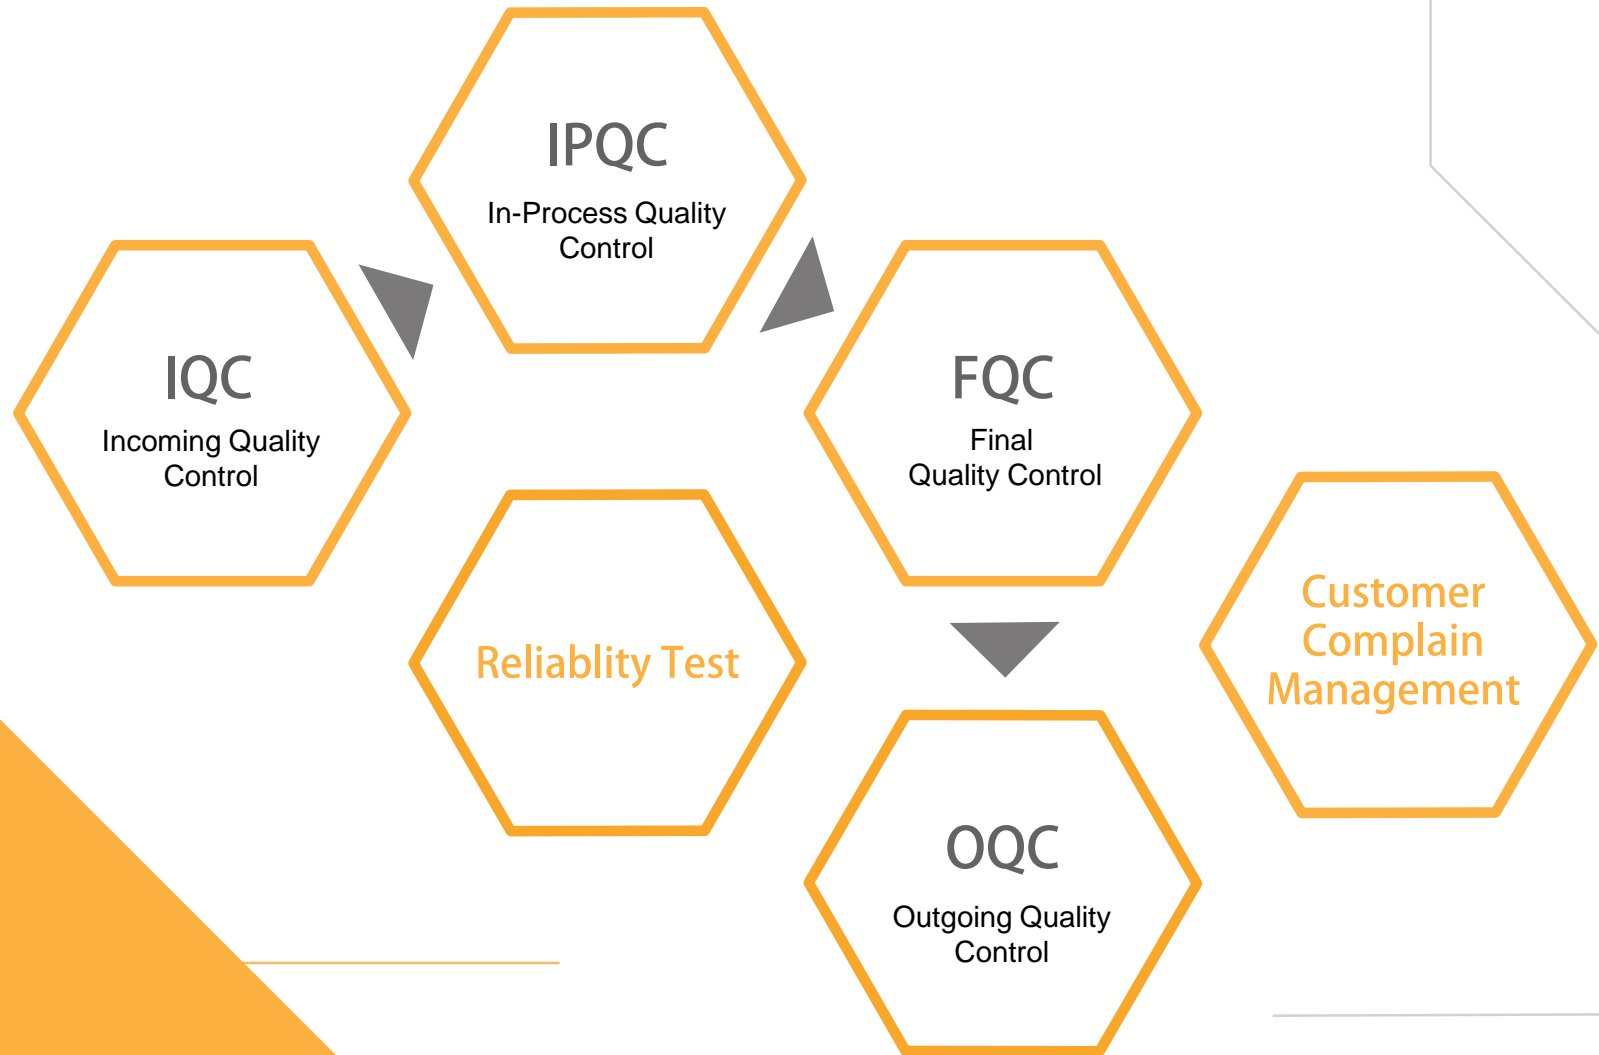 IPQC
In-Process Quality
Control
IQC
Incoming Quality
Control
FQC
Final
Quality Control
Reliablity Test
Customer
Complain
Management
OQC
Outgoing Quality
Control